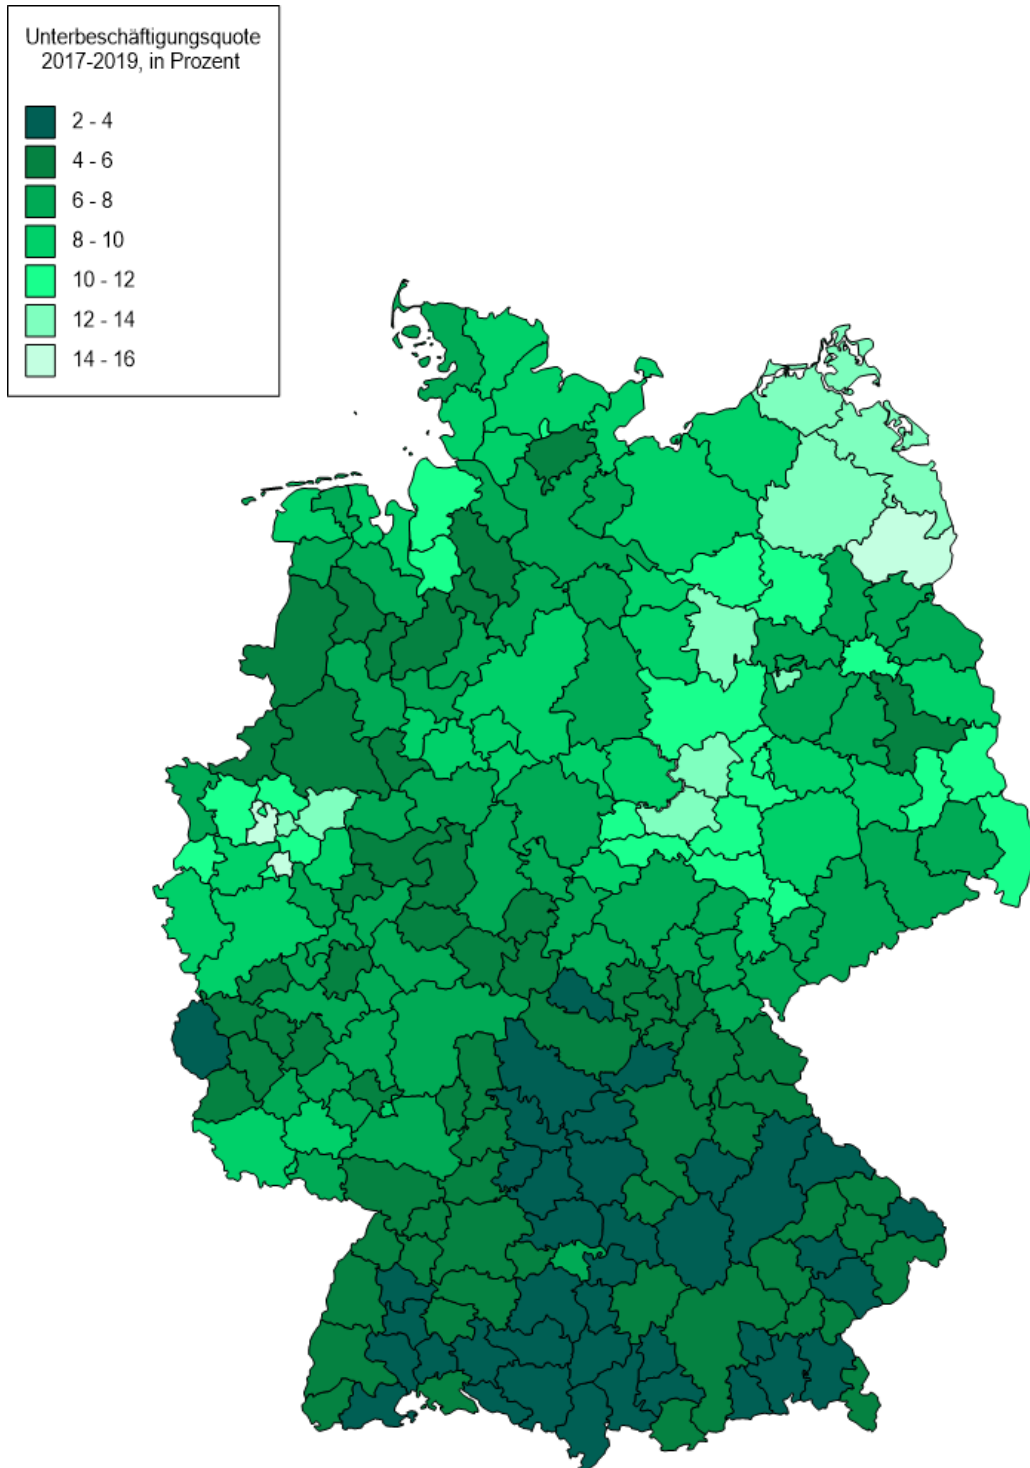 Unterbeschäftigungsquote
2017-2019, in Prozent
2 - 4
4 - 6
6 - 8
8 - 10
10 - 12
12 - 14
14 - 16